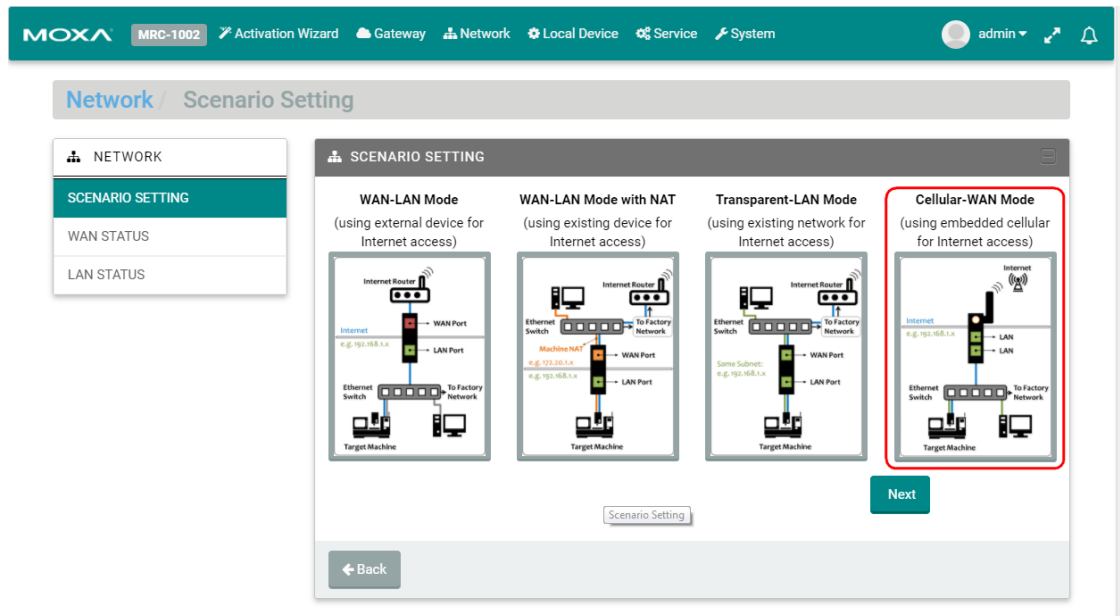 MOXA MRC-1002 Activation Wizard Gateway Network Local Device Service System admin
Network / Scenario Setting
NETWORK
SCENARIO SETTING
WAN STATUS
LAN STATUS
SCENARIO SETTING
WAN-LAN Mode
(using external device for
Internet access)
Internet Router
WAN Port
Internet
e.g. 192.168.1.x
LAN Port
Ethernet
Switch
To Factory
Network
Target Machine
WAN-LAN Mode with NAT
(using existing device for
Internet access)
Internet Router
Ethernet
Switch
To Factory
Network
Machine NAT
e.g. 172.20.1.x
WAN Port
e.g. 192.168.1.x
LAN Port
Target Machine
Transparent-LAN Mode
(using existing network for
Internet access)
Internet Router
Ethernet
Switch
To Factory
Network
WAN Port
Same Subnet:
e.g. 192.168.1.x
LAN Port
Target Machine
Cellular-WAN Mode
(using embedded cellular
for Internet access)
Internet
Internet
e.g. 192.168.1.x
LAN
LAN
Ethernet
Switch
To Factory
Network
Target Machine
Next
Scenario Setting
Back